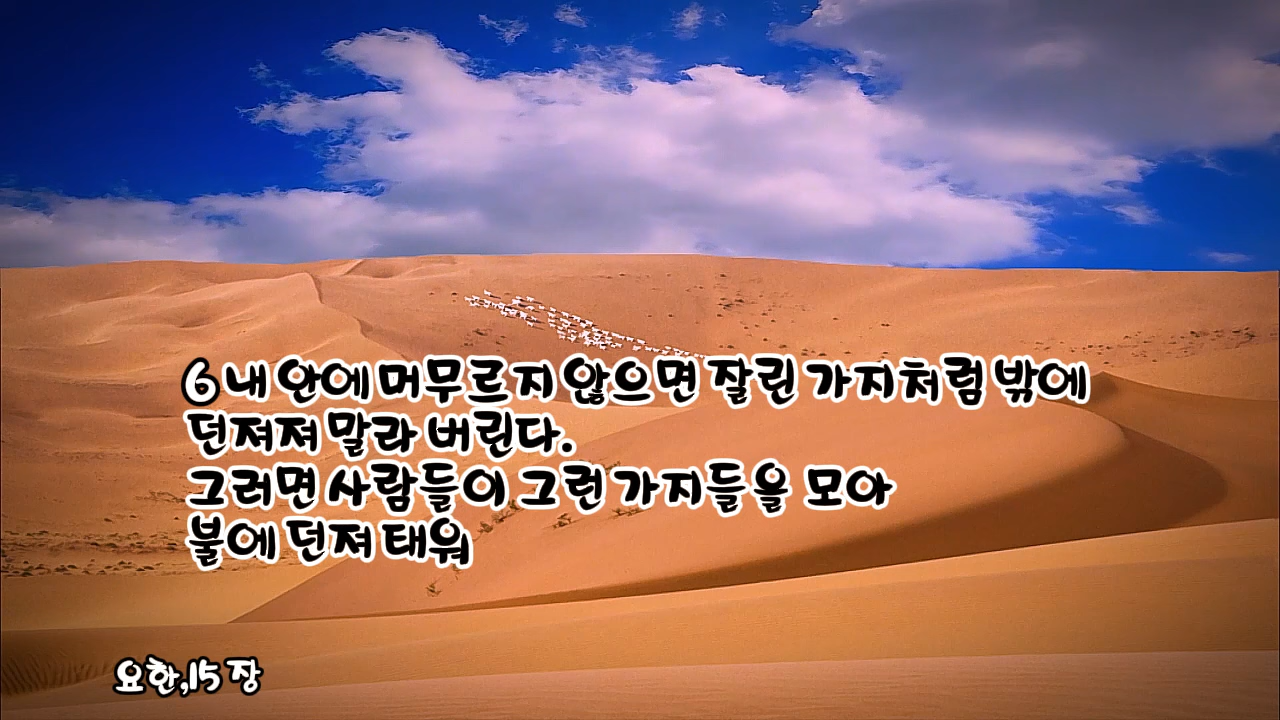 6 내 안에 머무르지 않으면 잘린 가지처럼 밖에
던져져 말라 버린다.
그러면 사람들이 그런 가지들을 모아
불에 던져 태워
요한,15 장